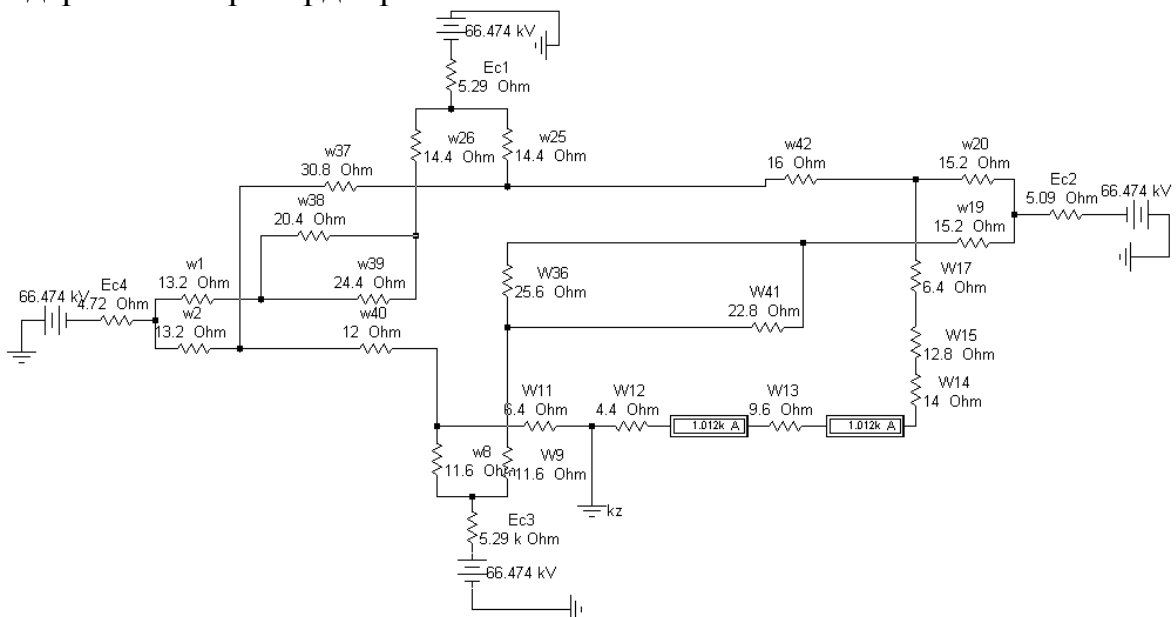 66.474 kV
Ec1
5.29 Ohm
w26
14.4 Ohm
w25
14.4 Ohm
w37
30.8 Ohm
w42
16 Ohm
w20
15.2 Ohm
Ec2
5.09 Ohm
66.474 kV
w38
20.4 Ohm
w19
15.2 Ohm
w1
13.2 Ohm
w39
24.4 Ohm
W36
25.6 Ohm
W17
6.4 Ohm
66.474 kV
Ec4
4.72 Ohm
w2
13.2 Ohm
w40
12 Ohm
W41
22.8 Ohm
W15
12.8 Ohm
W14
14 Ohm
W11
6.4 Ohm
W12
4.4 Ohm
W13
9.6 Ohm
1.012k A
1.012k A
w8
11.6 Ohm
W9
11.6 Ohm
kz
Ec3
5.29 k Ohm
66.474 kV